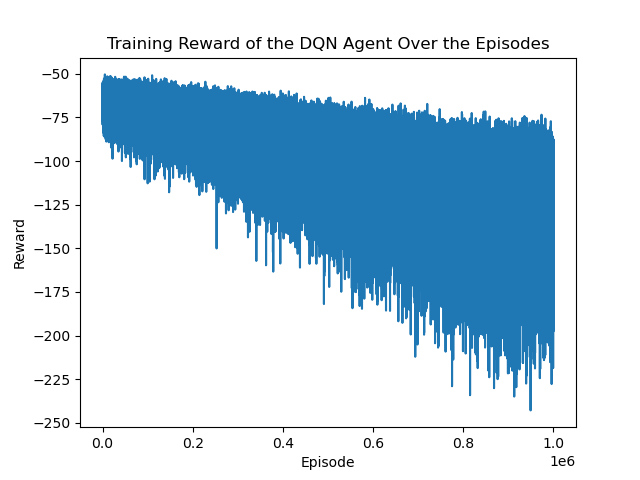 Training Reward of the DQN Agent Over the Episodes
−50
−75
−100
−125
−150
−175
−200
−225
−250
Reward
0.0 0.2 0.4 0.6 0.8 1.0
1e6
Episode